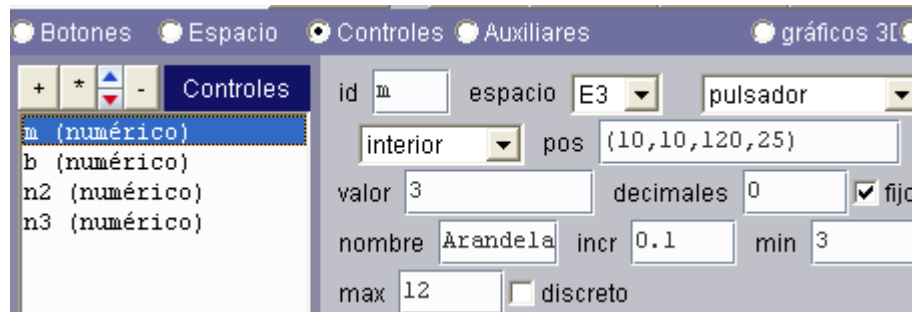 Botones Espacio Controles Auxiliares gráficos 3D
+ * - Controles id m espacio E3 pulsador
m (numérico) interior pos (10,10,120,25)
b (numérico)
n2 (numérico) valor 3 decimales 0 fijo
n3 (numérico) nombre Arandela incr 0.1 min 3
max 12 discreto